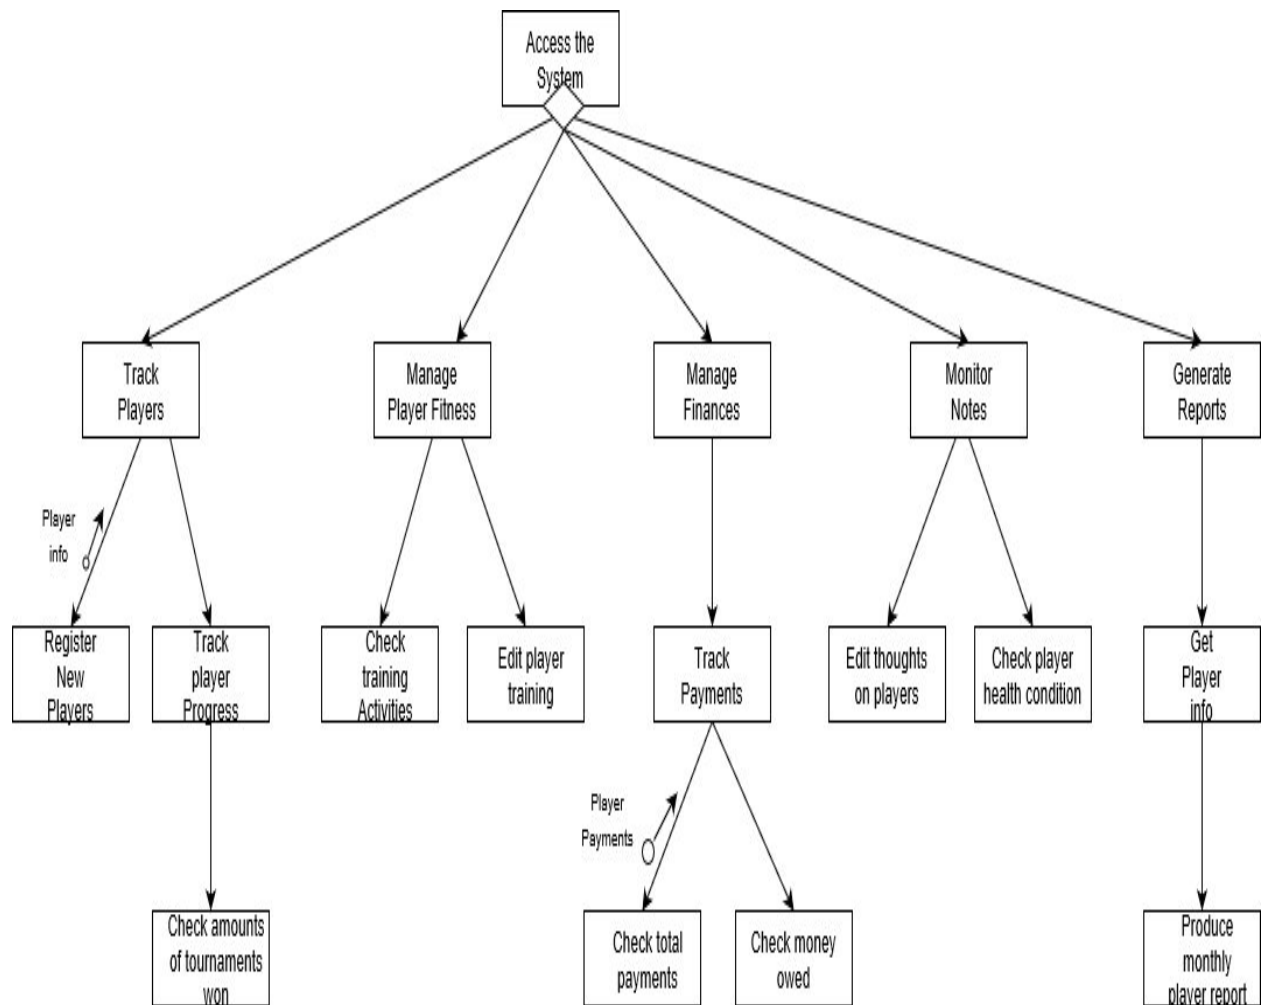 Access the
System
Track
Players
Manage
Player Fitness
Manage
Finances
Monitor
Notes
Generate
Reports
Player
info
Register
New
Players
Track
player
Progress
Check
training
Activities
Edit player
training
Track
Payments
Edit thoughts
on players
Check player
health condition
Get
Player
info
Player
Payments
Check amounts
of tournaments
won
Check total
payments
Check money
owed
Produce
monthly
player report